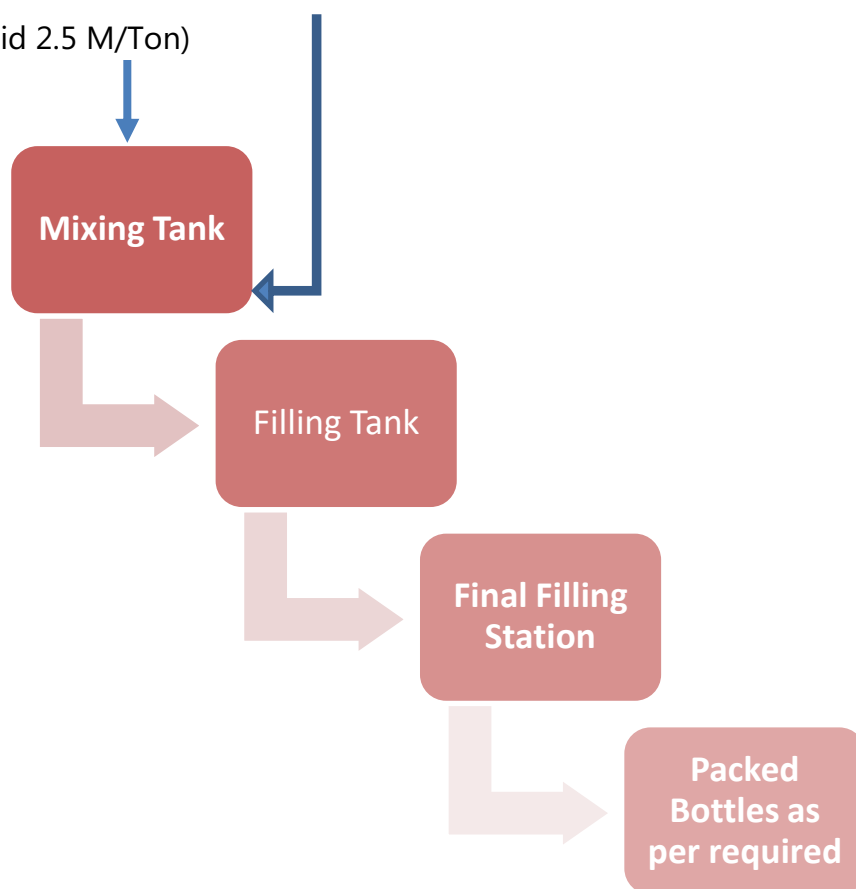 id 2.5 M/Ton)
Mixing Tank
Filling Tank
Final Filling
Station
Packed
Bottles as
per required